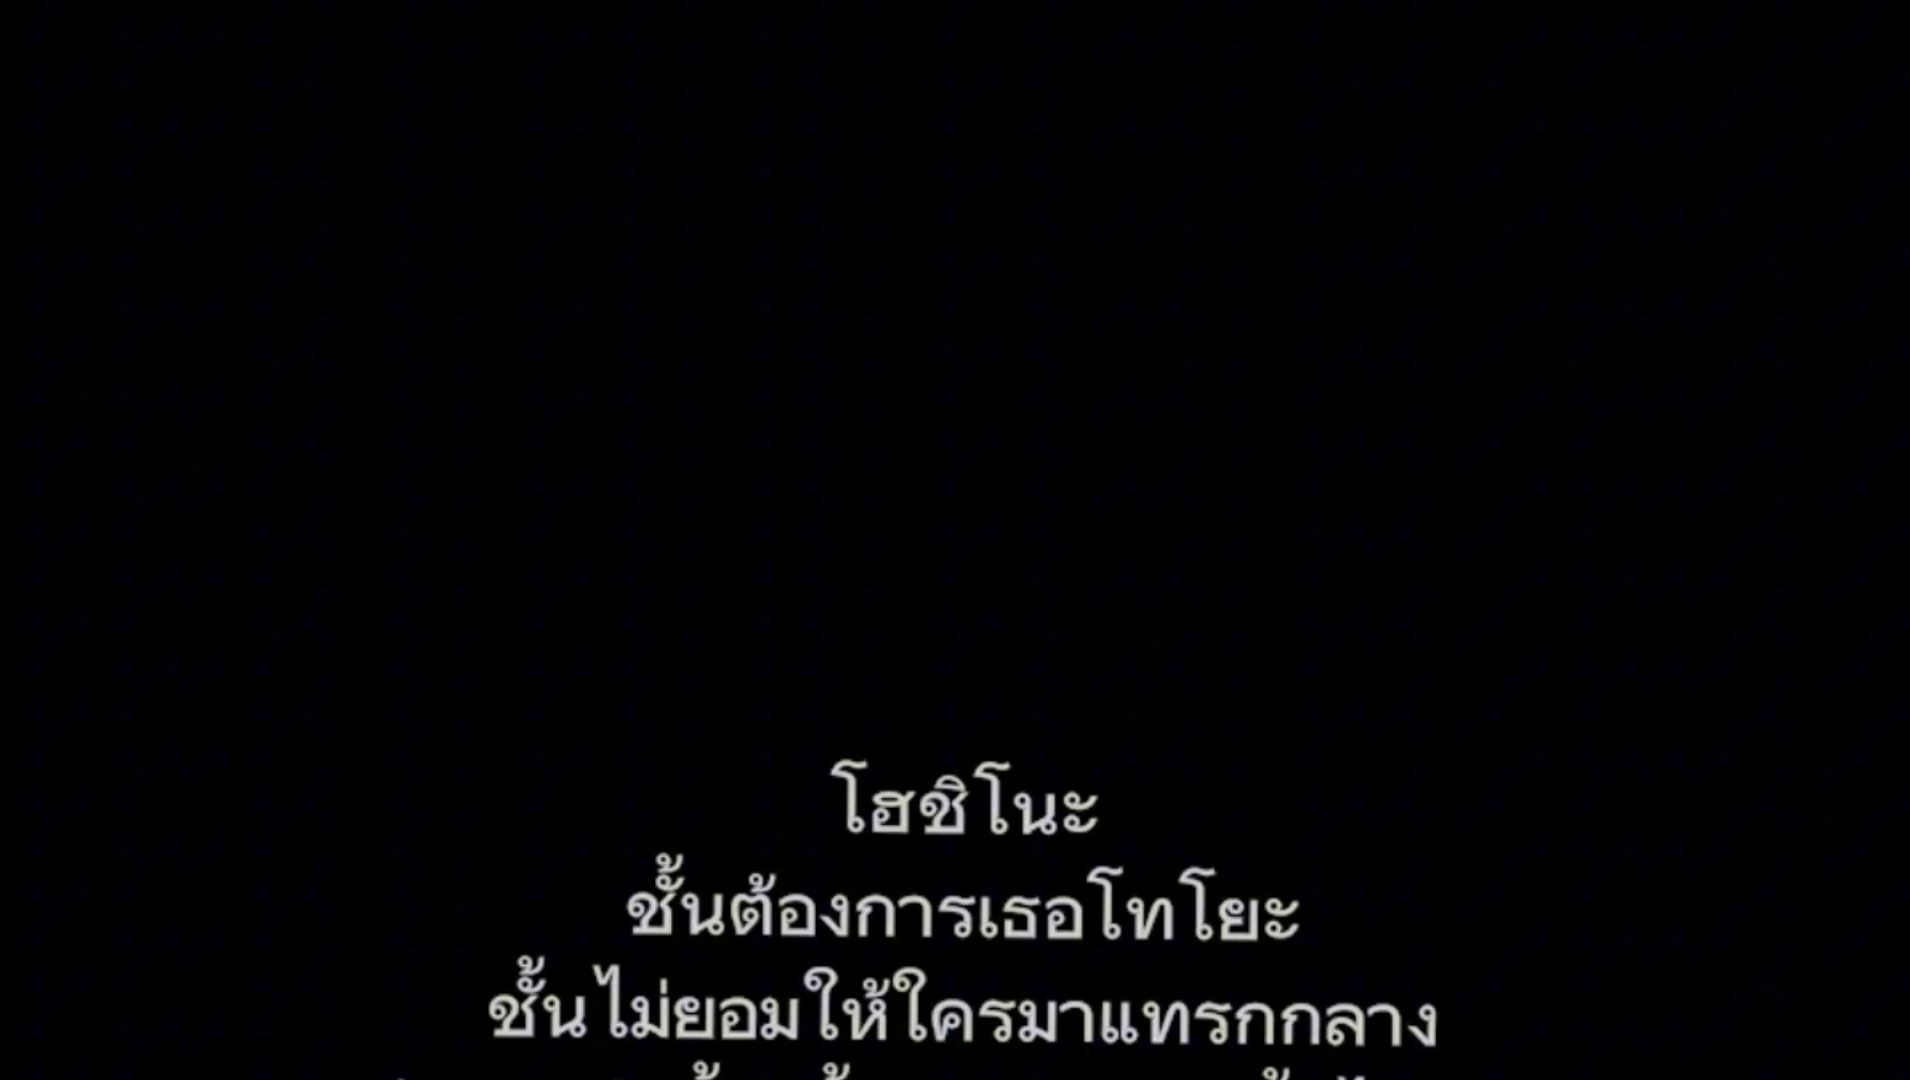 โฮชิโนะ
ชั้นต้องการเธอโทโยะ
ชั้นไม่ยอมให้ใครมาแทรกกลาง